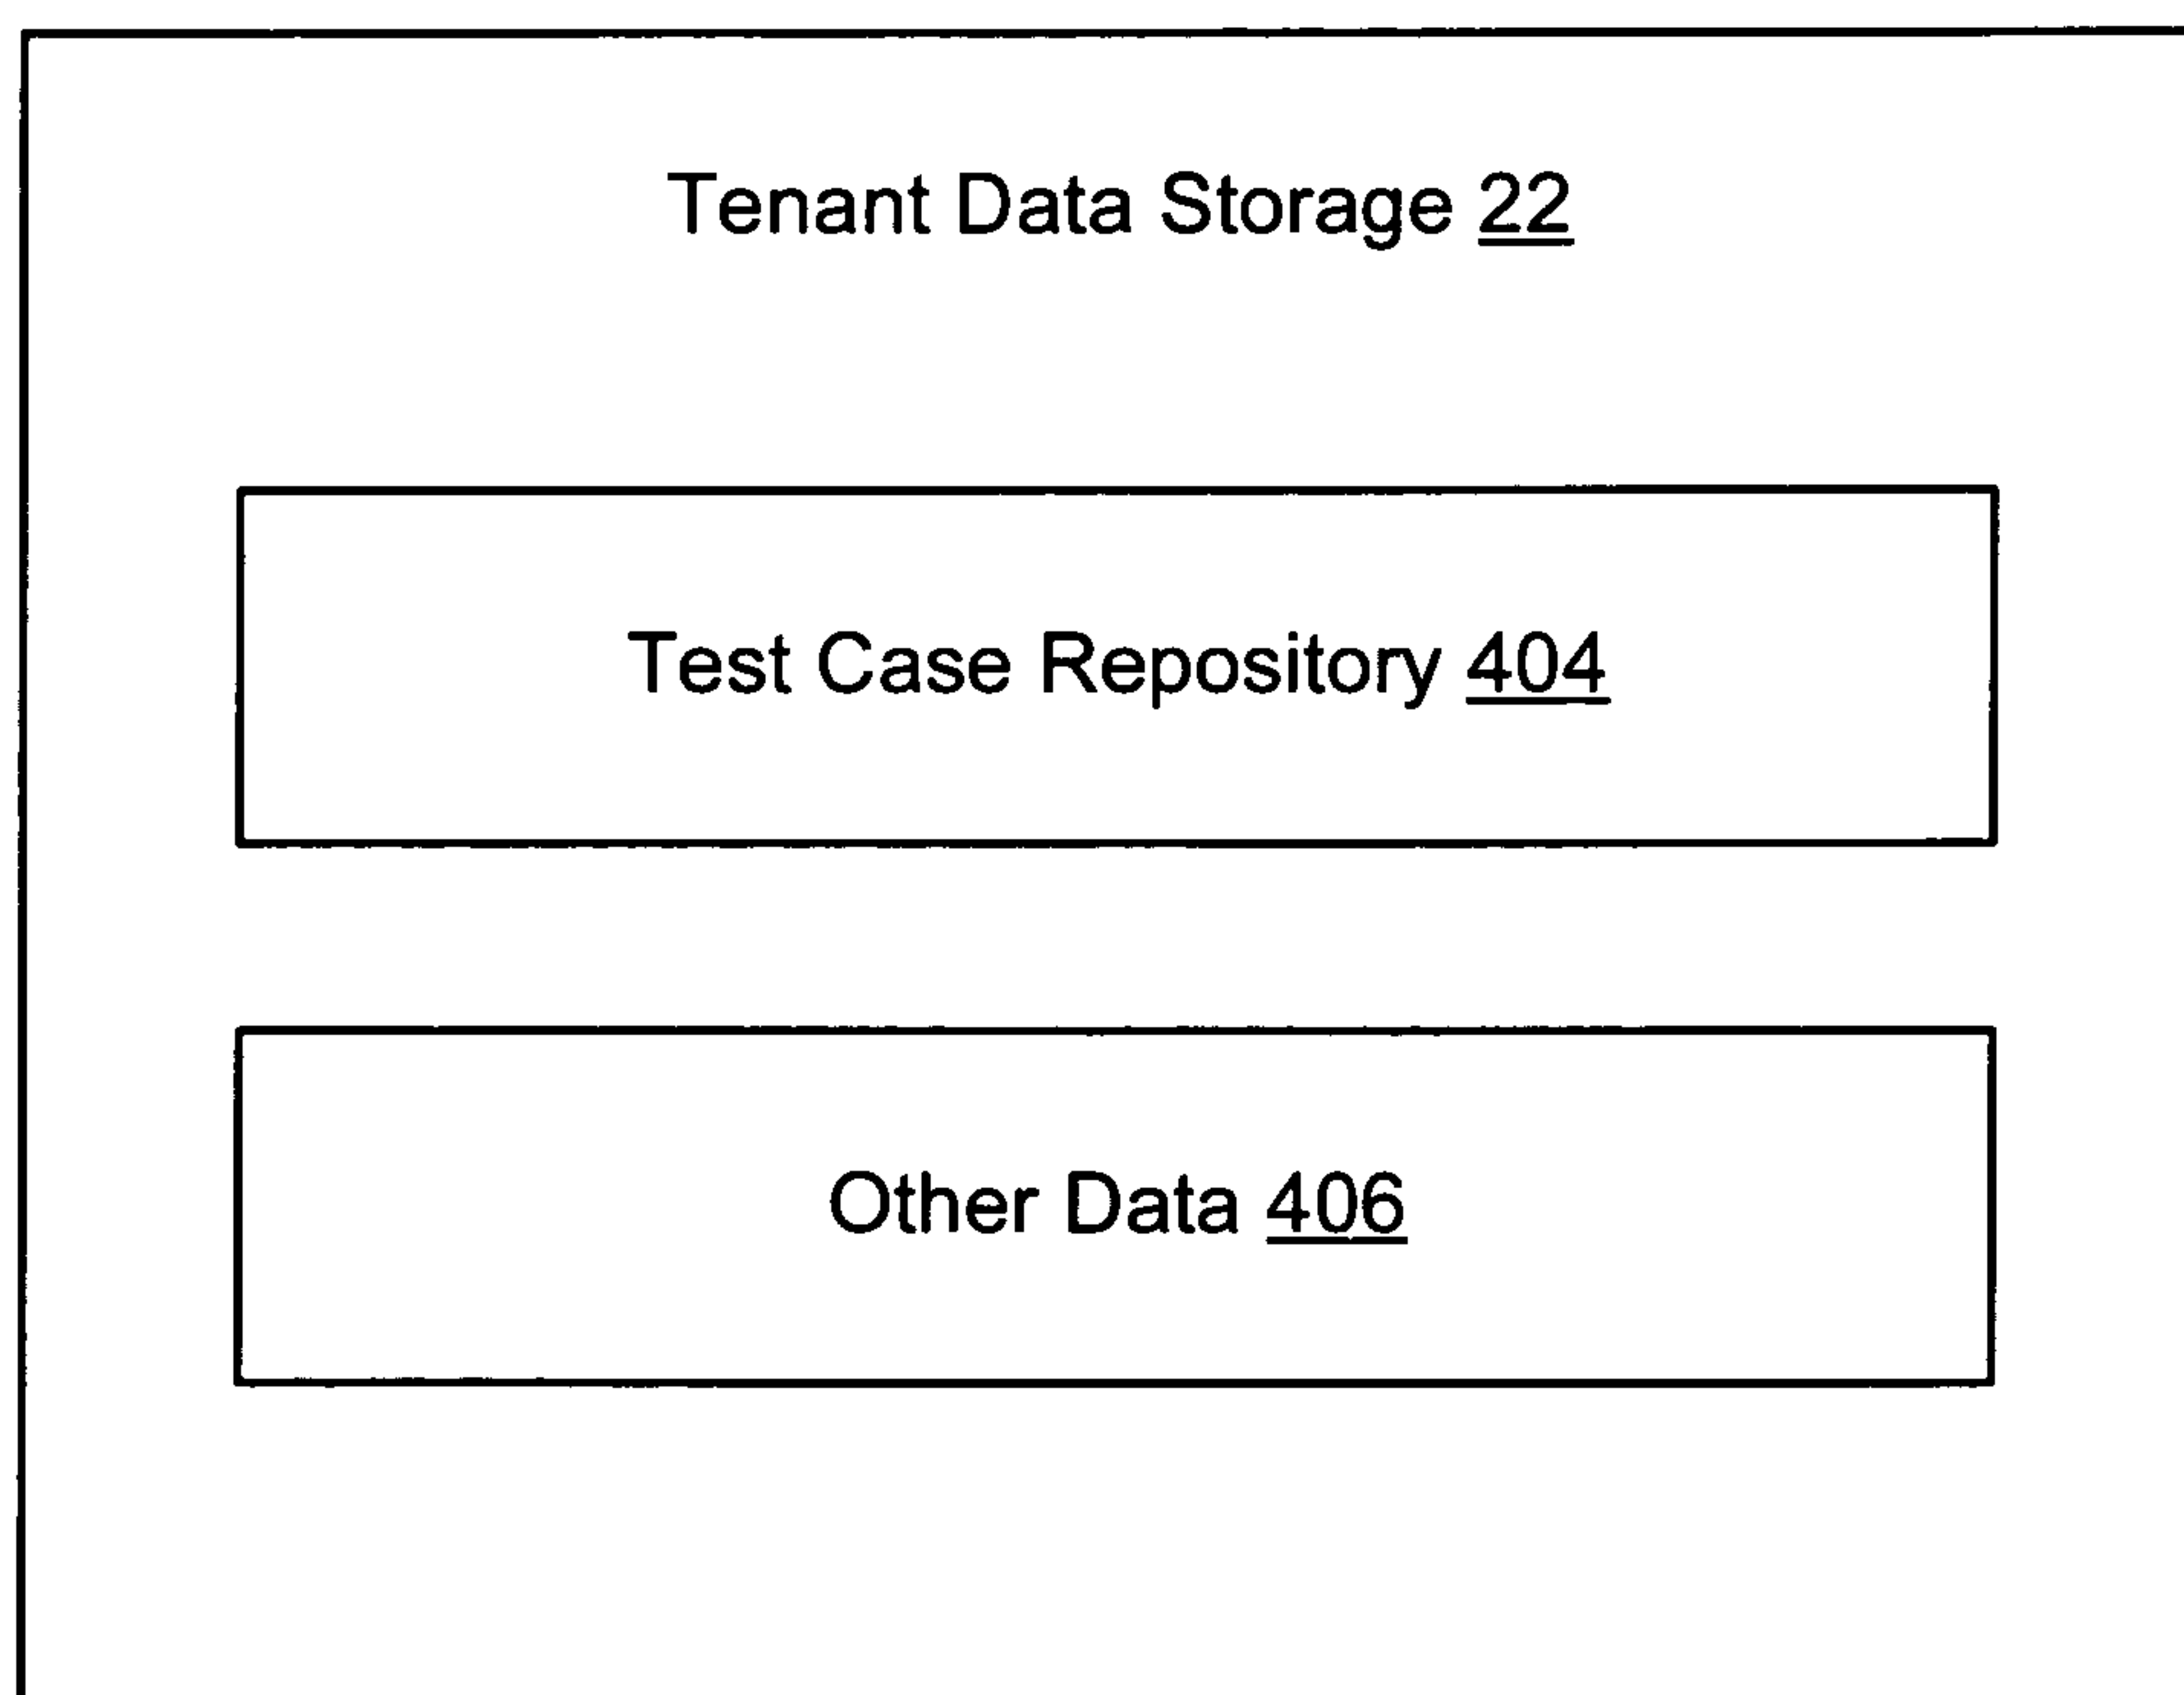 Tenant Data Storage 22
Test Case Repository 404
Other Data 406